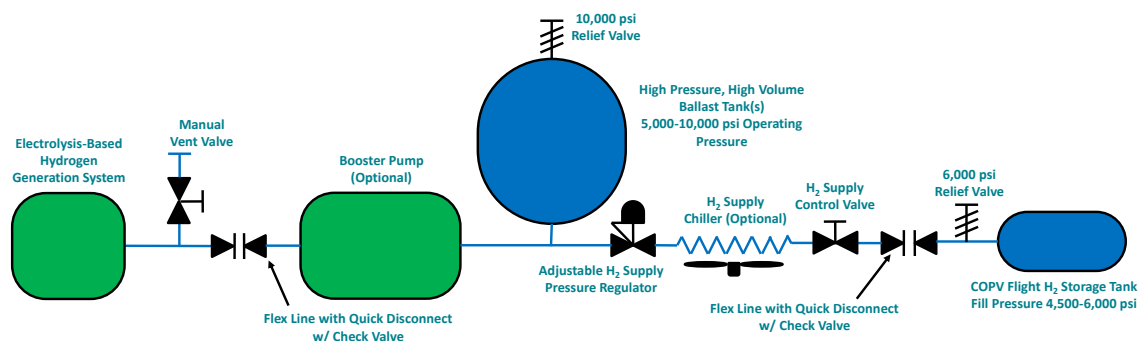 10,000 psi
Relief Valve
High Pressure, High Volume
Ballast Tank(s)
5,000-10,000 psi Operating
Pressure
Manual
Vent Valve
Electrolysis-Based
Hydrogen
Generation System
Booster Pump
(Optional)
6,000 psi
Relief Valve
H₂ Supply
Control Valve
H₂ Supply
Chiller (Optional)
Adjustable H₂ Supply
Pressure Regulator
COPV Flight H₂ Storage Tank
Fill Pressure 4,500-6,000 psi
Flex Line with Quick Disconnect
w/ Check Valve
Flex Line with Quick Disconnect
w/ Check Valve